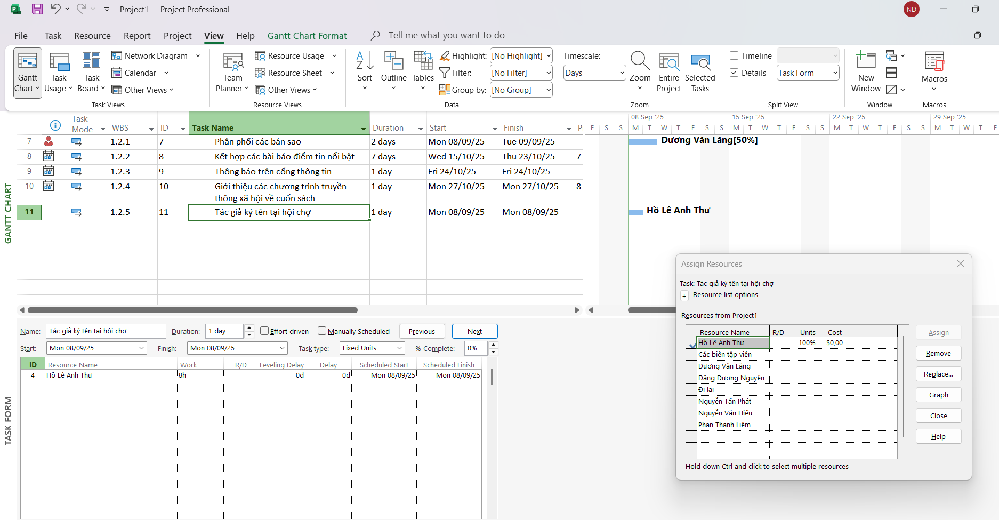 Project1 - Project Professional
ND
File Task Resource Report Project View Help Gantt Chart Format Tell me what you want to do
Gantt Chart
Task Usage
Task Board
Network Diagram
Calendar
Other Views
Task Views
Team Planner
Resource Usage
Resource Sheet
Other Views
Resource Views
Sort
Outline
Tables
Highlight: [No Highlight]
Filter: [No Filter]
Group by: [No Group]
Data
Timescale:
Days
Zoom
Entire Project
Selected Tasks
Zoom
Timeline
Details Task Form
Split View
New Window
Window
Macros
Macros
GANTT CHART
Task Mode WBS ID Task Name Duration Start Finish P
7 1.2.1 7 Phân phối các bản sao 2 days Mon 08/09/25 Tue 09/09/25
8 1.2.2 8 Kết hợp các bài báo điểm tin nổi bật 7 days Wed 15/10/25 Thu 23/10/25 7
9 1.2.3 9 Thông báo trên cổng thông tin 1 day Fri 24/10/25 Fri 24/10/25
10 1.2.4 10 Giới thiệu các chương trình truyền thông xã hội về cuốn sách 1 day Mon 27/10/25 Mon 27/10/25 8
11 1.2.5 11 Tác giả ký tên tại hội chợ 1 day Mon 08/09/25 Mon 08/09/25
08 Sep '25 15 Sep '25 22 Sep '25 29 Sep '25
F S S M T W T F S S M T W T F S S M T W T F S S M T W T F
Dương Văn Lăng[50%]
Hồ Lê Anh Thư
TASK FORM
Name: Tác giả ký tên tại hội chợ Duration: 1 day Effort driven Manually Scheduled Previous Next
Start: Mon 08/09/25 Finish: Mon 08/09/25 Task type: Fixed Units % Complete: 0%
ID Resource Name Work R/D Leveling Delay Delay Scheduled Start Scheduled Finish
4 Hồ Lê Anh Thư 8h 0d 0d Mon 08/09/25 Mon 08/09/25
Assign Resources
Task: Tác giả ký tên tại hội chợ
+ Resource list options
Resources from Project1
Resource Name R/D Units Cost
Hồ Lê Anh Thư 100% $0,00
Các biên tập viên
Dương Văn Lăng
Đặng Dương Nguyên
Đi lại
Nguyễn Tấn Phát
Nguyễn Văn Hiếu
Phan Thanh Liêm
Assign
Remove
Replace...
Graph
Close
Help
Hold down Ctrl and click to select multiple resources